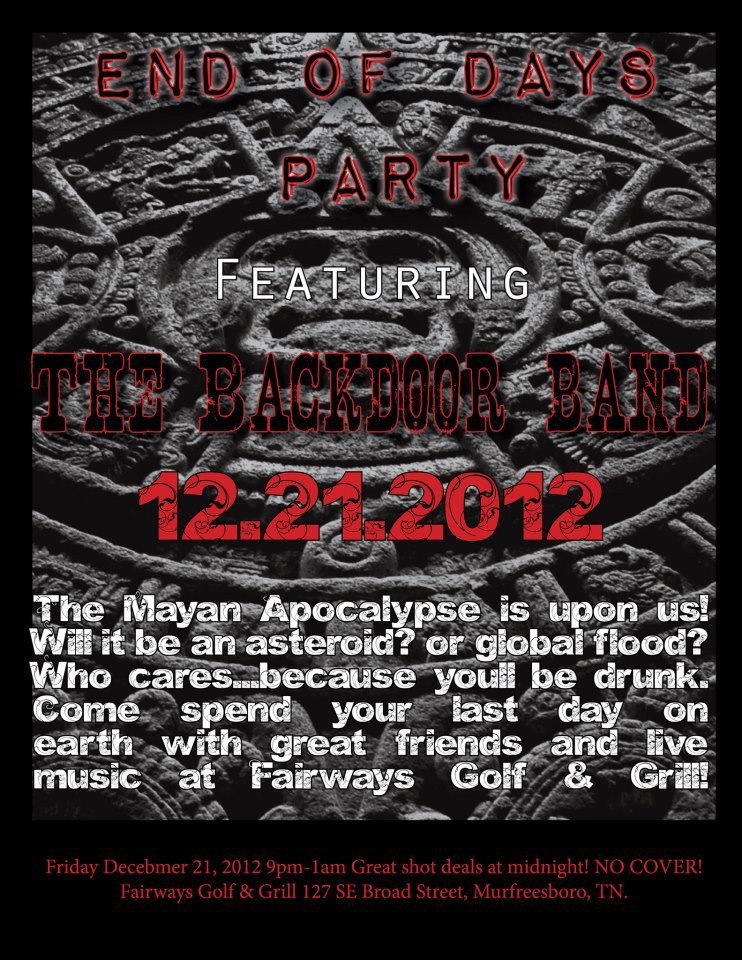 END OF DAYS
PARTY
FEATURING
THE BACKDOOR BAND
12.21.2012
The Mayan Apocalypse is upon us!
Will it be an asteroid? or global flood?
Who cares....because youll be drunk.
Come spend your last day on
earth with great friends and live
music at Fairways Golf & Grill!
Friday Decebmer 21, 2012 9pm-1am Great shot deals at midnight! NO COVER!
Fairways Golf & Grill 127 SE Broad Street, Murfreesboro, TN.